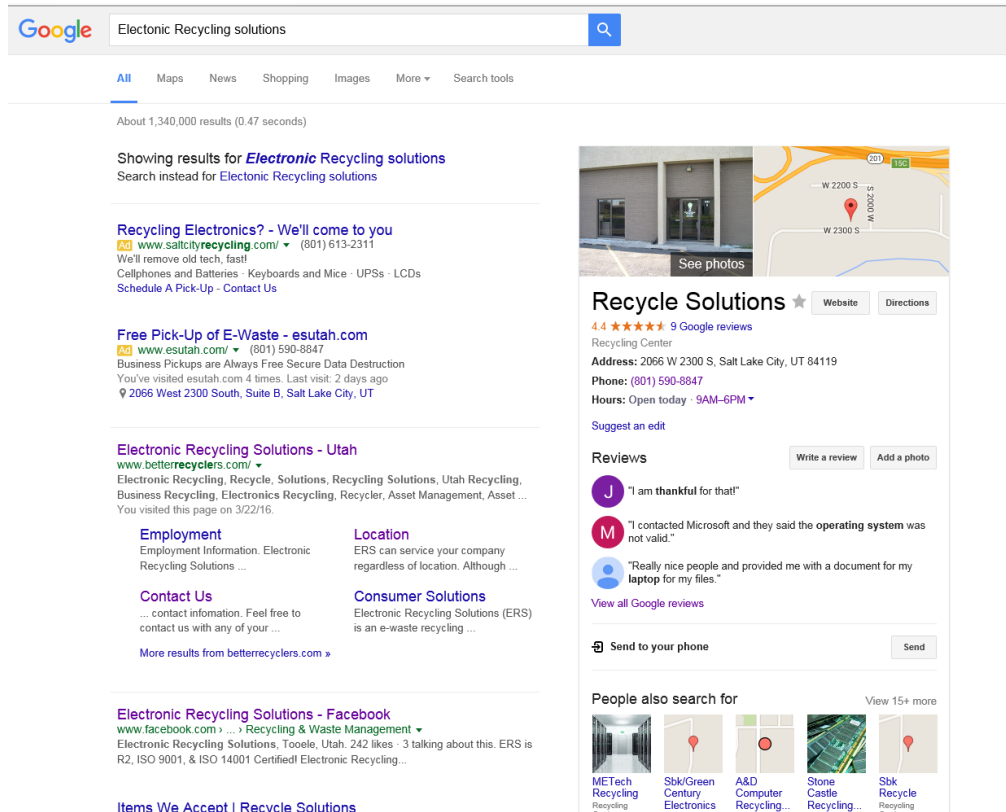 Google
Electonic Recycling solutions
All Maps News Shopping Images More Search tools
About 1,340,000 results (0.47 seconds)
Showing results for Electronic Recycling solutions
Search instead for Electonic Recycling solutions
Recycling Electronics? - We'll come to you
Ad www.saltcityrecycling.com/ (801) 613-2311
We'll remove old tech, fast!
Cellphones and Batteries · Keyboards and Mice · UPSs · LCDs
Schedule A Pick-Up - Contact Us
Free Pick-Up of E-Waste - esutah.com
Ad www.esutah.com/ (801) 590-8847
Business Pickups are Always Free Secure Data Destruction
You've visited esutah.com 4 times. Last visit: 2 days ago
2066 West 2300 South, Suite B, Salt Lake City, UT
Electronic Recycling Solutions - Utah
www.betterrecyclers.com/
Electronic Recycling, Recycle, Solutions, Recycling Solutions, Utah Recycling,
Business Recycling, Electronics Recycling, Recycler, Asset Management, Asset ...
You visited this page on 3/22/16.
Employment
Employment Information. Electronic
Recycling Solutions ...
Location
ERS can service your company
regardless of location. Although ...
Contact Us
... contact infomation. Feel free to
contact us with any of your ...
Consumer Solutions
Electronic Recycling Solutions (ERS)
is an e-waste recycling ...
More results from betterrecyclers.com »
Electronic Recycling Solutions - Facebook
www.facebook.com › ... › Recycling & Waste Management
Electronic Recycling Solutions, Tooele, Utah. 242 likes · 3 talking about this. ERS is
R2, ISO 9001, & ISO 14001 Certified! Electronic Recycling...
Items We Accept | Recycle Solutions
See photos
201
15C
W 2200 S
S 2000 W
W 2300 S
Recycle Solutions
Website
Directions
4.4 9 Google reviews
Recycling Center
Address: 2066 W 2300 S, Salt Lake City, UT 84119
Phone: (801) 590-8847
Hours: Open today · 9AM–6PM
Suggest an edit
Reviews
Write a review
Add a photo
J
"I am thankful for that!"
M
"I contacted Microsoft and they said the operating system was
not valid."
"Really nice people and provided me with a document for my
laptop for my files."
View all Google reviews
Send to your phone
Send
People also search for
View 15+ more
METech
Recycling
Recycling
Sbk/Green
Century
Electronics
A&D
Computer
Recycling...
Stone
Castle
Recycling...
Sbk
Recycle
Recycling